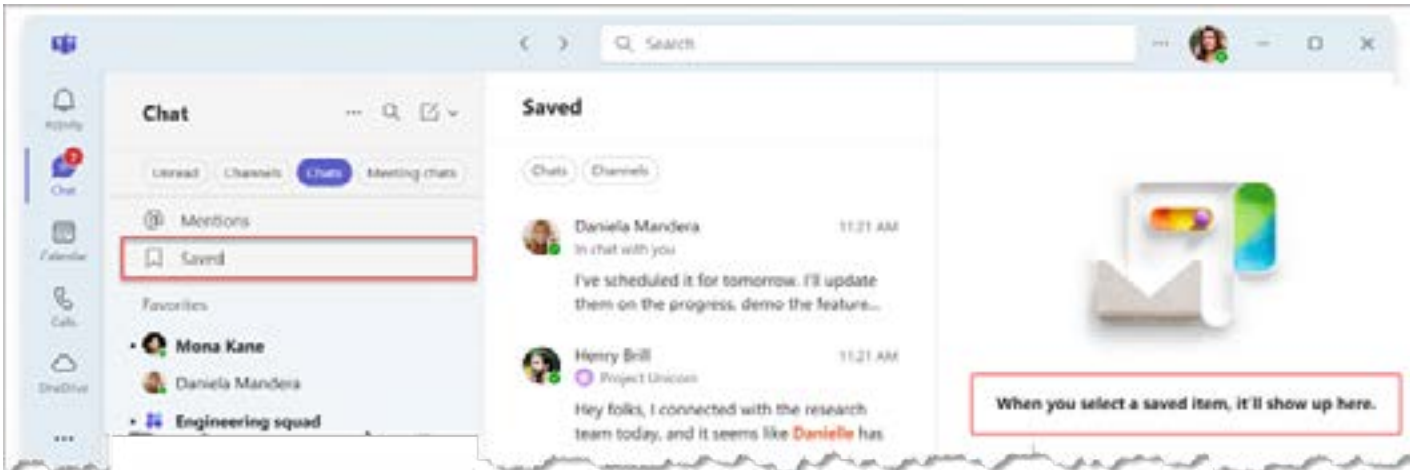 Search
Activity
Chat
Calendar
Calls
OneDrive
Chat
Unread
Channels
Chats
Meeting chats
Mentions
Saved
Favorites
Mona Kane
Daniela Mandera
Engineering squad
Saved
Chats
Channels
Daniela Mandera
11:21 AM
In chat with you
I've scheduled it for tomorrow. I'll update
them on the progress, demo the feature...
Henry Brill
11:21 AM
Project Unicorn
Hey folks, I connected with the research
team today, and it seems like Danielle has
When you select a saved item, it'll show up here.